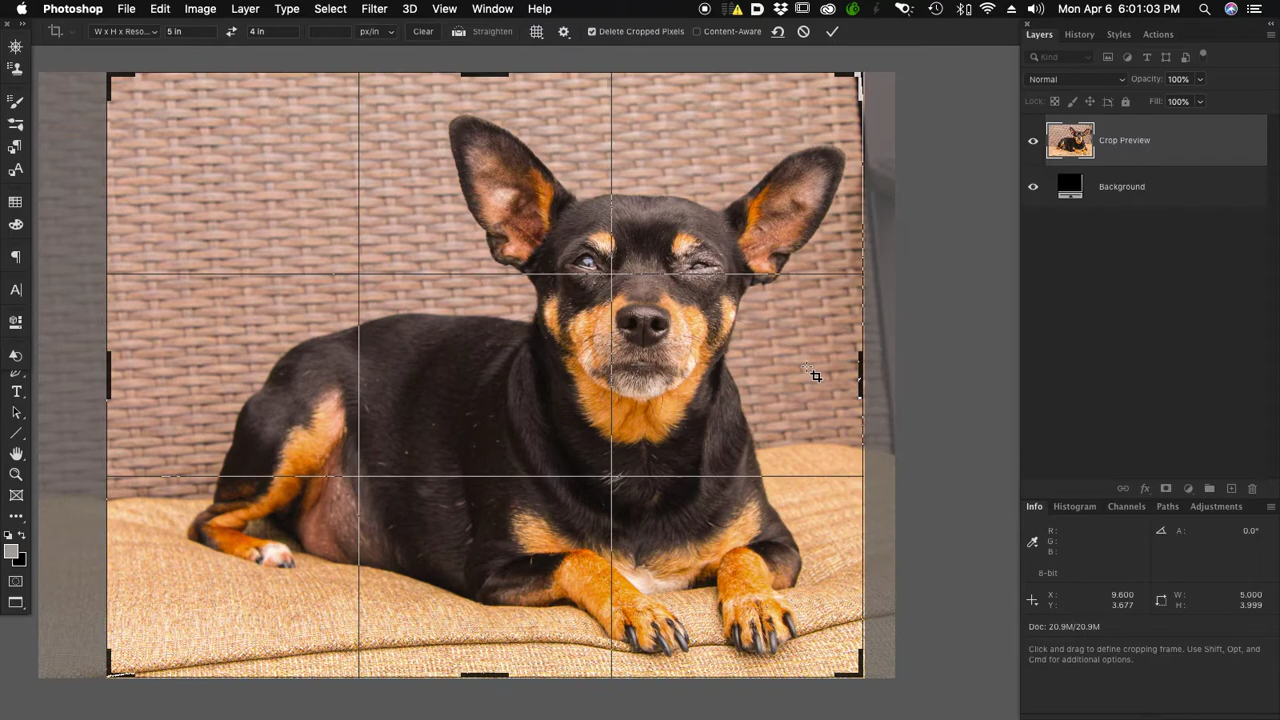 Photoshop File Edit Image Layer Type Select Filter 3D View Window Help Mon Apr 6 6:01:03 PM
W x H x Reso... 5 in 4 in px/in Clear Straighten Delete Cropped Pixels Content-Aware
Layers History Styles Actions
Kind
Normal Opacity: 100%
Lock: Fill: 100%
Crop Preview
Background
fx
Info Histogram Channels Paths Adjustments
R: A: 0.0°
G:
B:
8-bit
X: 9.600 W: 5.000
Y: 3.677 H: 3.999
Doc: 20.9M/20.9M
Click and drag to define cropping frame. Use Shift, Opt, and
Cmd for additional options.